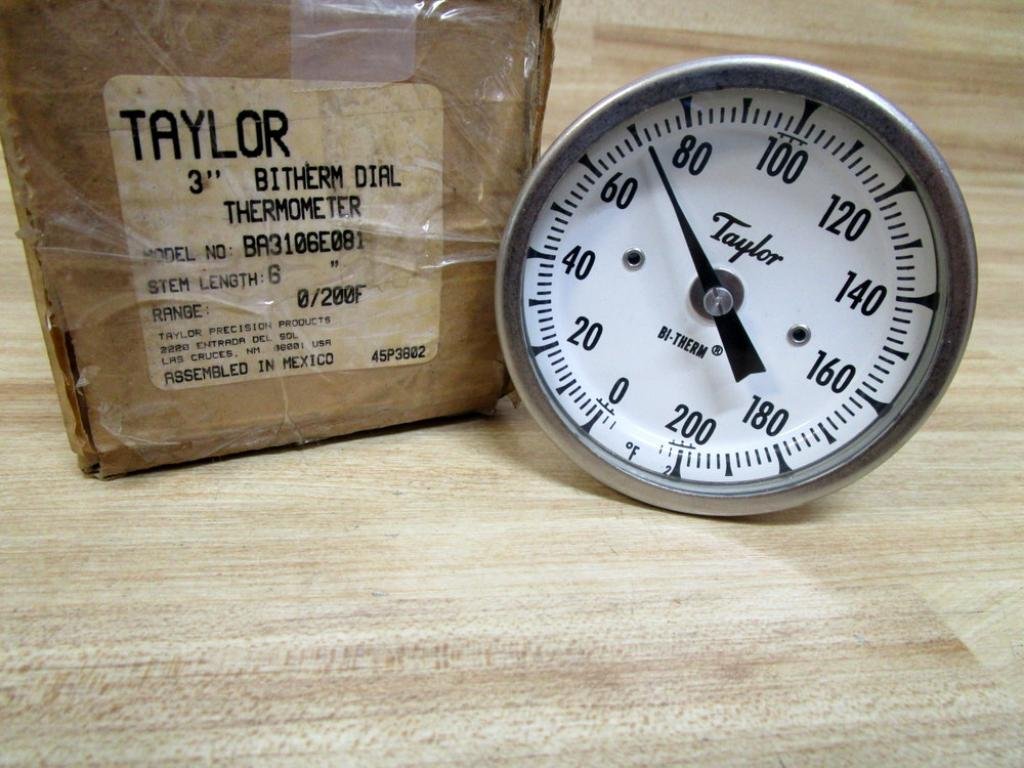 TAYLOR
3" BITHERM DIAL
THERMOMETER
MODEL NO: BA3106E081
STEM LENGTH: 6 "
RANGE: 0/200F
TAYLOR PRECISION PRODUCTS
2220 ENTRADA DEL SOL
LAS CRUCES, NM. 88001 USA
ASSEMBLED IN MEXICO 45P3802
0
20
40
60
80
100
120
140
160
180
200
Taylor
BI-THERM ®
°F
2